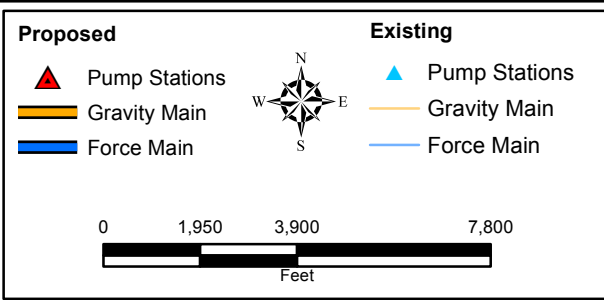 Proposed
Pump Stations
Gravity Main
Force Main
N
W E
S
Existing
Pump Stations
Gravity Main
Force Main
0 1,950 3,900 7,800
Feet